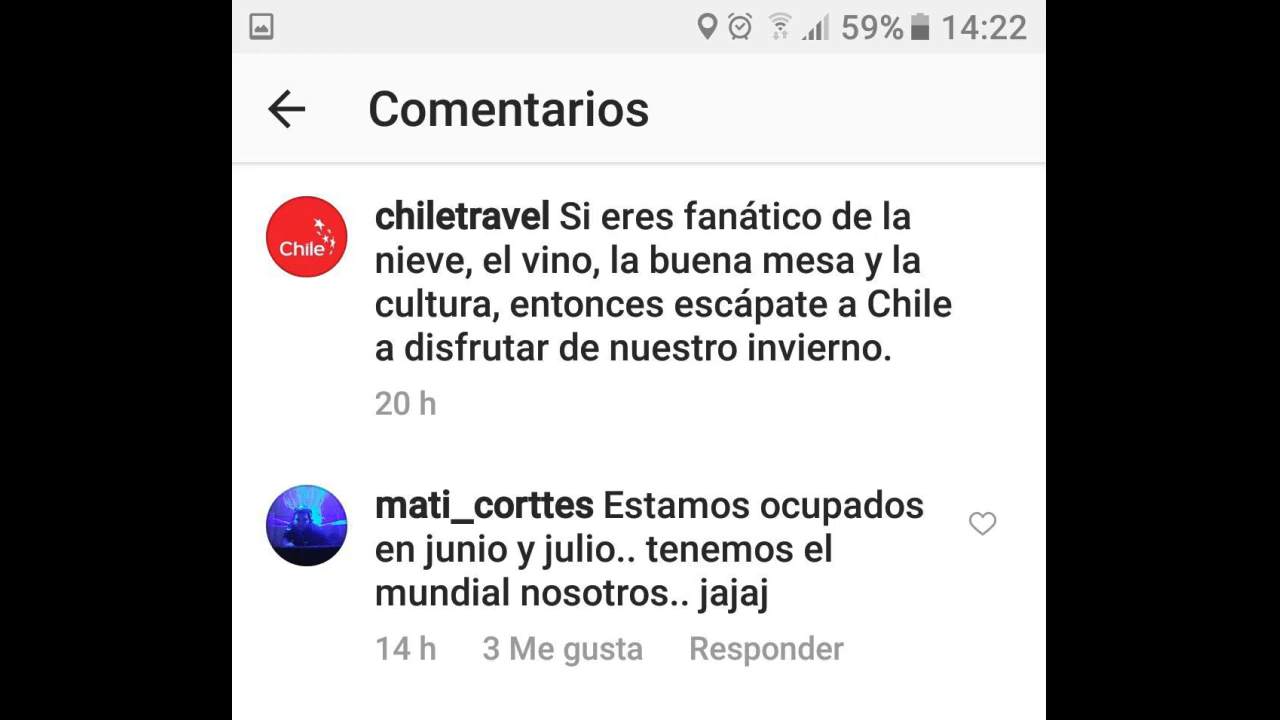 59% 14:22
Comentarios
Chile
chiletravel Si eres fanático de la
nieve, el vino, la buena mesa y la
cultura, entonces escápate a Chile
a disfrutar de nuestro invierno.
20 h
mati_corttes Estamos ocupados
en junio y julio.. tenemos el
mundial nosotros.. jajaj
14 h 3 Me gusta Responder